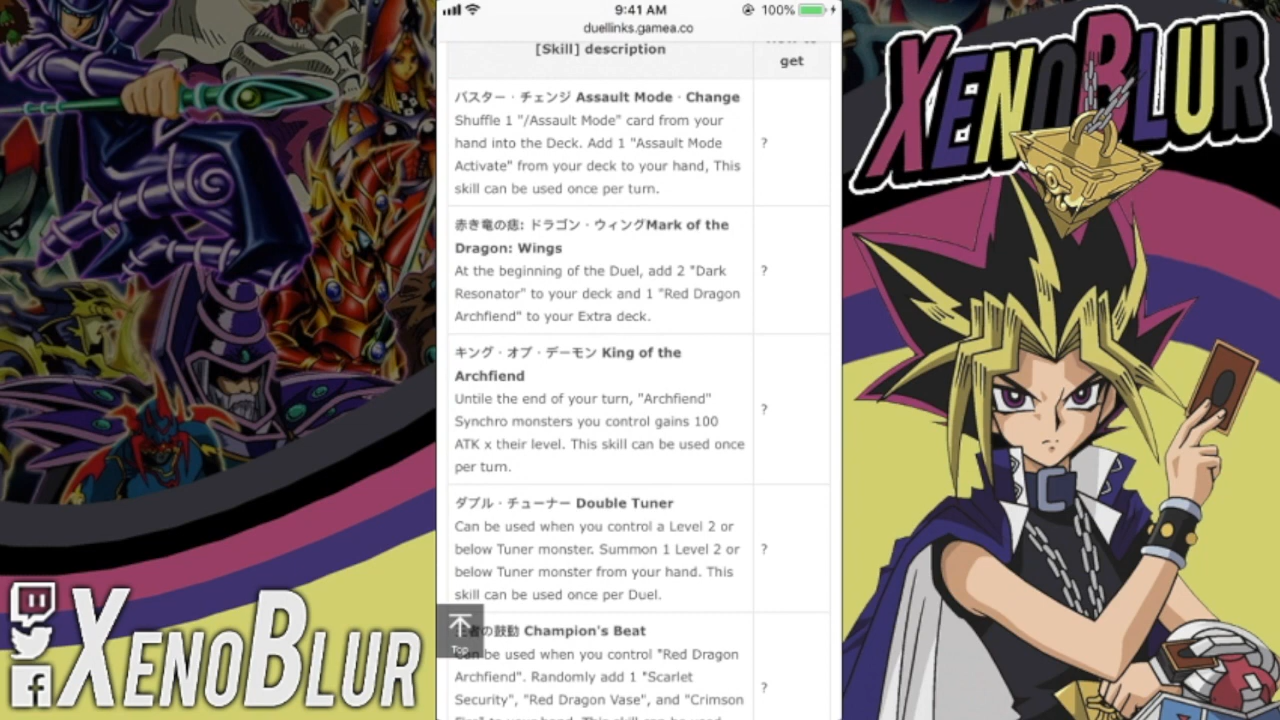 9:41 AM
100%
duellinks.gamea.co
[Skill] description
get
バスター・チェンジ Assault Mode・Change
Shuffle 1 "/Assault Mode" card from your
hand into the Deck. Add 1 "Assault Mode
Activate" from your deck to your hand, This
skill can be used once per turn.
?
赤き竜の痣: ドラゴン・ウィングMark of the
Dragon: Wings
At the beginning of the Duel, add 2 "Dark
Resonator" to your deck and 1 "Red Dragon
Archfiend" to your Extra deck.
?
キング・オブ・デーモン King of the
Archfiend
Untile the end of your turn, "Archfiend"
Synchro monsters you control gains 100
ATK x their level. This skill can be used once
per turn.
?
ダブル・チューナー Double Tuner
Can be used when you control a Level 2 or
below Tuner monster. Summon 1 Level 2 or
below Tuner monster from your hand. This
skill can be used once per Duel.
?
の鼓動 Champion's Beat
Can be used when you control "Red Dragon
Archfiend". Randomly add 1 "Scarlet
Security", "Red Dragon Vase", and "Crimson
?
Top
XENOBLUR
XENOBLUR